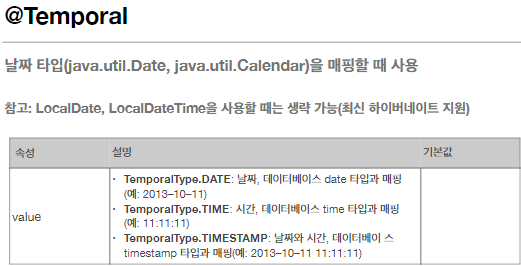 @Temporal
날짜 타입(java.util.Date, java.util.Calendar)을 매핑할 때 사용
참고: LocalDate, LocalDateTime을 사용할 때는 생략 가능(최신 하이버네이트 지원)
속성 설명 기본값
value
• TemporalType.DATE: 날짜, 데이터베이스 date 타입과 매핑
(예: 2013–10–11)
• TemporalType.TIME: 시간, 데이터베이스 time 타입과 매핑
(예: 11:11:11)
• TemporalType.TIMESTAMP: 날짜와 시간, 데이터베이 스
timestamp 타입과 매핑(예: 2013–10–11 11:11:11)